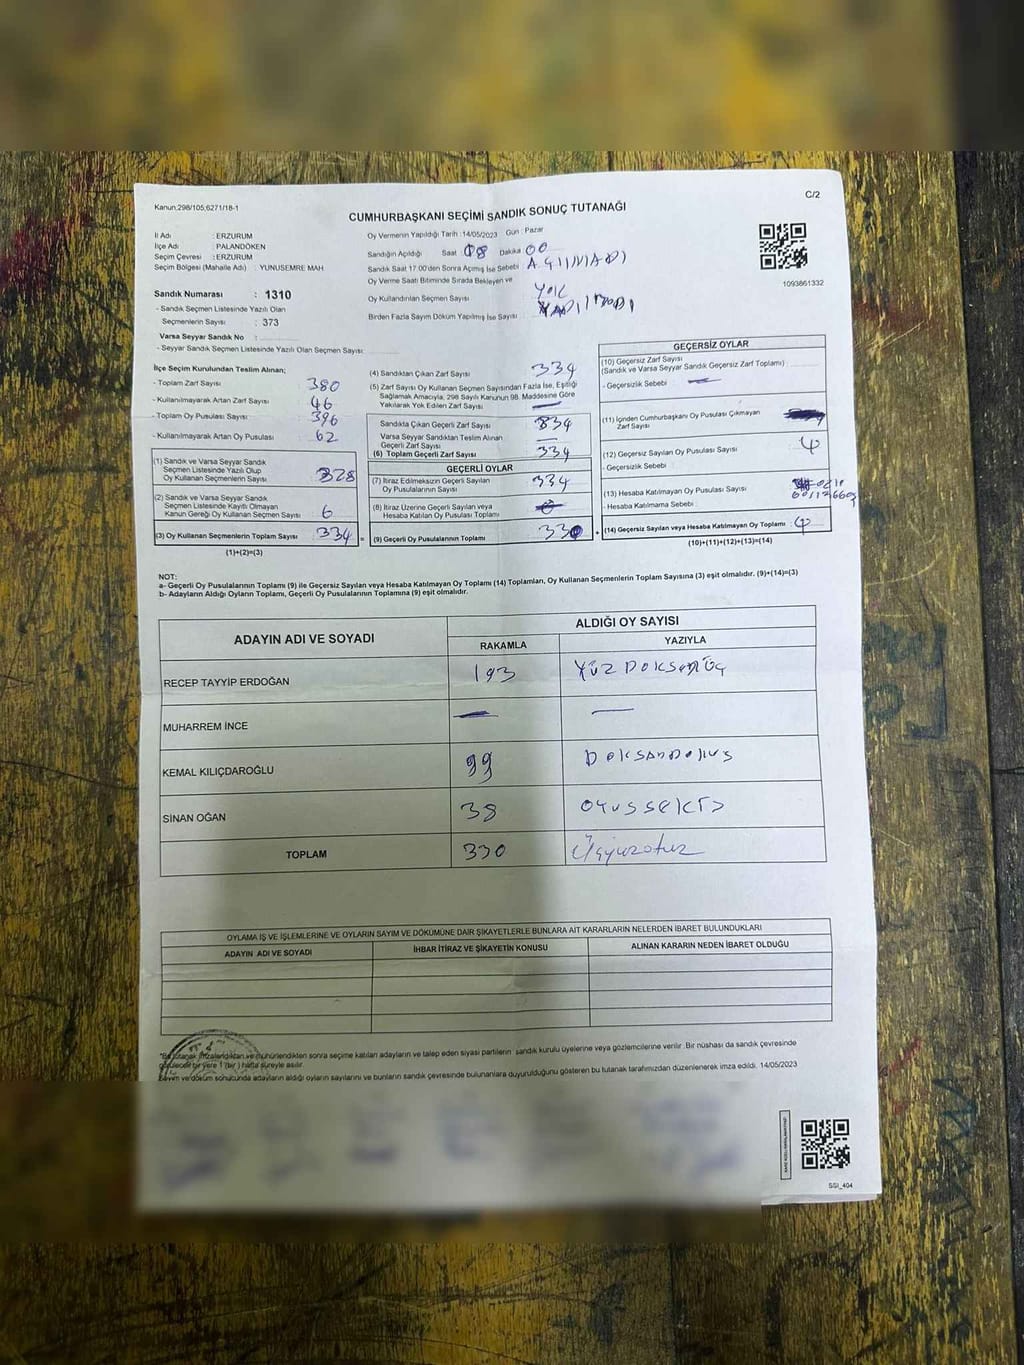 Kanun,298/105,6271/18-1
C/2
CUMHURBAŞKANI SEÇİMİ SANDIK SONUÇ TUTANAĞI
İl Adı : ERZURUM
İlçe Adı : PALANDÖKEN
Seçim Çevresi : ERZURUM
Seçim Bölgesi (Mahalle Adı) : YUNUSEMRE MAH
Sandık Numarası : 1310
- Sandık Seçmen Listesinde Yazılı Olan
Seçmenlerin Sayısı : 373
Varsa Seyyar Sandık No :
- Seyyar Sandık Seçmen Listesinde Yazılı Olan Seçmen Sayısı:
Oy Vermenin Yapıldığı Tarih :14/05/2023 Gün : Pazar
Sandığın Açıldığı Saat 08 Dakika 00
Sandık Saat 17:00'den Sonra Açılmış İse Sebebi AÇILMADI
Oy Verme Saati Bitiminde Sırada Bekleyen ve
Oy Kullandırılan Seçmen Sayısı YOK
Birden Fazla Sayım Döküm Yapılmış İse Sayısı
1093861332
İlçe Seçim Kurulundan Teslim Alınan;
- Toplam Zarf Sayısı 380
- Kullanılmayarak Artan Zarf Sayısı 46
- Toplam Oy Pusulası Sayısı 396
- Kullanılmayarak Artan Oy Pusulası 62
(1) Sandık ve Varsa Seyyar Sandık
Seçmen Listesinde Yazılı Olup
Oy Kullanan Seçmen Sayısı 328
(2) Sandık ve Varsa Seyyar Sandık
Seçmen Listesinde Kayıtlı Olmayan
Kanun Gereği Oy Kullanan Seçmen Sayısı 6
(3) Oy Kullanan Seçmenlerin Toplam Sayısı 334
(1)+(2)=(3)
(4) Sandıktan Çıkan Zarf Sayısı 334
(5) Zarf Sayısı Oy Kullanan Seçmen Sayısından Fazla İse, Eşitliği
Sağlamak Amacıyla, 298 Sayılı Kanunun 98. Maddesine Göre
Yakılarak Yok Edilen Zarf Sayısı —
Sandıkta Çıkan Geçerli Zarf Sayısı 334
Varsa Seyyar Sandıktan Teslim Alınan
Geçerli Zarf Sayısı —
(6) Toplam Geçerli Zarf Sayısı 334
GEÇERLİ OYLAR
(7) İtiraz Edilmeksizin Geçerli Sayılan
Oy Pusulalarının Sayısı 334
(8) İtiraz Üzerine Geçerli Sayılan veya
Hesaba Katılan Oy Pusulası Toplamı
(9) Geçerli Oy Pusulalarının Toplamı 330
GEÇERSİZ OYLAR
(10) Geçersiz Zarf Sayısı
(Sandık ve Varsa Seyyar Sandık Geçersiz Zarf Toplamı) :
- Geçersizlik Sebebi —
(11) İçinden Cumhurbaşkanı Oy Pusulası Çıkmayan
Zarf Sayısı
(12) Geçersiz Sayılan Oy Pusulası Sayısı 4
- Geçersizlik Sebebi :
(13) Hesaba Katılmayan Oy Pusulası Sayısı
- Hesaba Katılmama Sebebi :
(14) Geçersiz Sayılan veya Hesaba Katılmayan Oy Toplamı : 4
(10)+(11)+(12)+(13)=(14)
NOT:
a- Geçerli Oy Pusulalarının Toplamı (9) ile Geçersiz Sayılan veya Hesaba Katılmayan Oy Toplamı (14) Toplamları, Oy Kullanan Seçmenlerin Toplam Sayısına (3) eşit olmalıdır. (9)+(14)=(3)
b- Adayların Aldığı Oyların Toplamı, Geçerli Oy Pusulalarının Toplamına (9) eşit olmalıdır.
ADAYIN ADI VE SOYADI
ALDIĞI OY SAYISI
RAKAMLA YAZIYLA
RECEP TAYYİP ERDOĞAN 193 YÜZ DOKSANÜÇ
MUHARREM İNCE — —
KEMAL KILIÇDAROĞLU 99 DOKSANDOKUS
SİNAN OĞAN 38 OTUSSEKİZ
TOPLAM 330 Üçyüzotuz
OYLAMA İŞ VE İŞLEMLERİNE VE OYLARIN SAYIM VE DÖKÜMÜNE DAİR ŞİKAYETLERLE BUNLARA AİT KARARLARIN NELERDEN İBARET BULUNDUKLARI
ADAYIN ADI VE SOYADI İHBAR İTİRAZ VE ŞİKAYETİN KONUSU ALINAN KARARIN NEDEN İBARET OLDUĞU
*Bu tutanak imzalandıktan ve mühürlendikten sonra seçime katılan adayların ve talep eden siyasi partilerin sandık kurulu üyelerine veya gözlemcilerine verilir. Bir nüshası da sandık çevresinde
görülecek bir yere 1 (bir) hafta süreyle asılır.
Sayım ve döküm sonucunda adayların aldığı oyların sayılarını ve bunların sandık çevresinde bulunanlara duyurulduğunu gösteren bu tutanak tarafımızdan düzenlenerek imza edildi. 14/05/2023
SSI_404